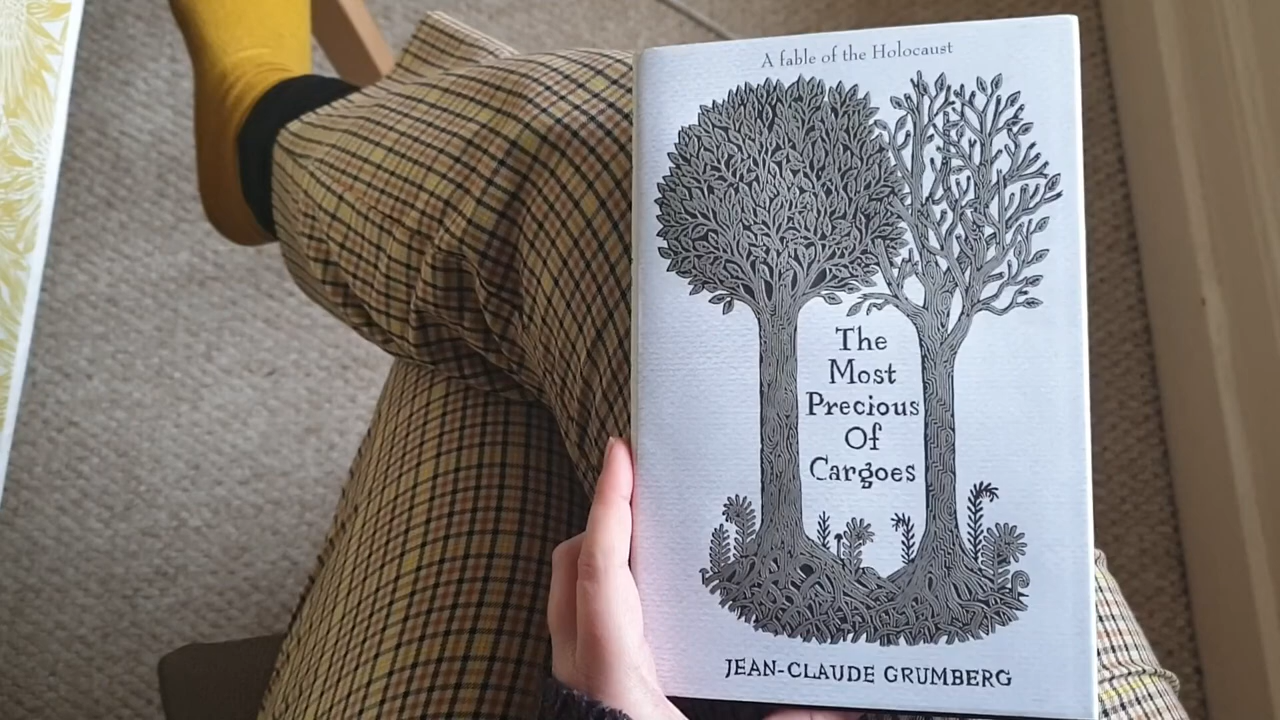 A fable of the Holocaust
The
Most
Precious
Of
Cargoes
JEAN-CLAUDE GRUMBERG